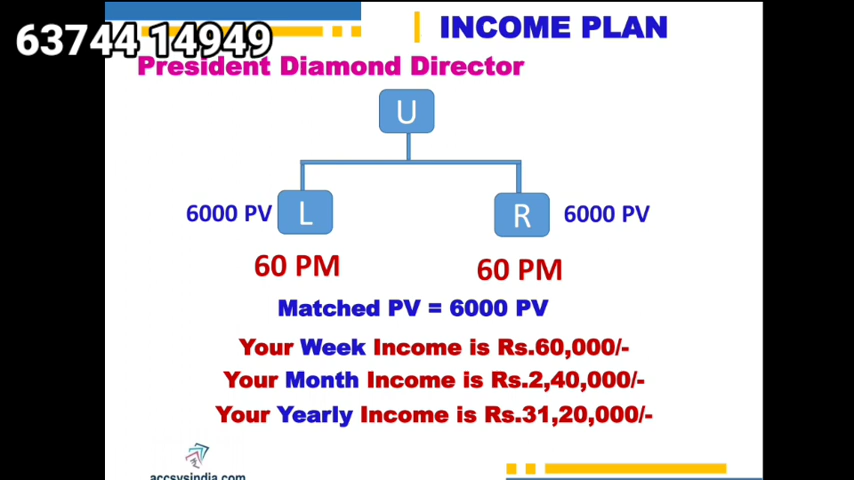 63744 14949
INCOME PLAN
President Diamond Director
U
6000 PV L R 6000 PV
60 PM 60 PM
Matched PV = 6000 PV
Your Week Income is Rs.60,000/-
Your Month Income is Rs.2,40,000/-
Your Yearly Income is Rs.31,20,000/-
accsysindia.com